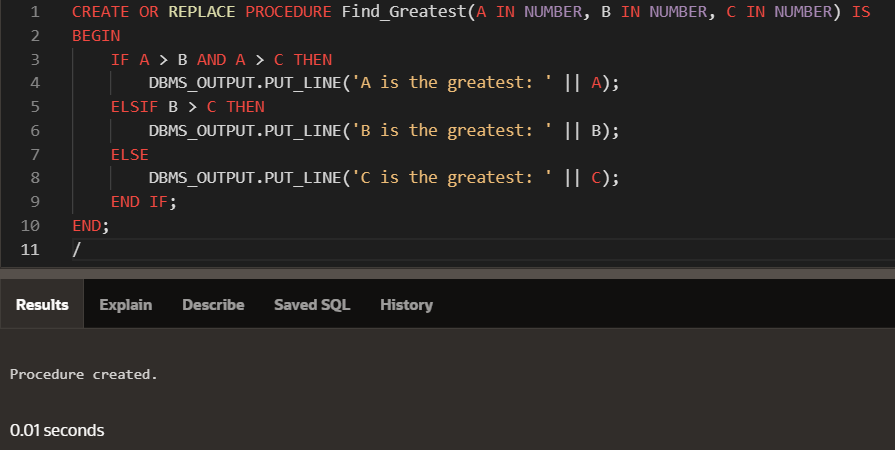 1 CREATE OR REPLACE PROCEDURE Find_Greatest(A IN NUMBER, B IN NUMBER, C IN NUMBER) IS
2 BEGIN
3     IF A > B AND A > C THEN
4         DBMS_OUTPUT.PUT_LINE('A is the greatest: ' || A);
5     ELSIF B > C THEN
6         DBMS_OUTPUT.PUT_LINE('B is the greatest: ' || B);
7     ELSE
8         DBMS_OUTPUT.PUT_LINE('C is the greatest: ' || C);
9     END IF;
10 END;
11 /
Results Explain Describe Saved SQL History
Procedure created.
0.01 seconds